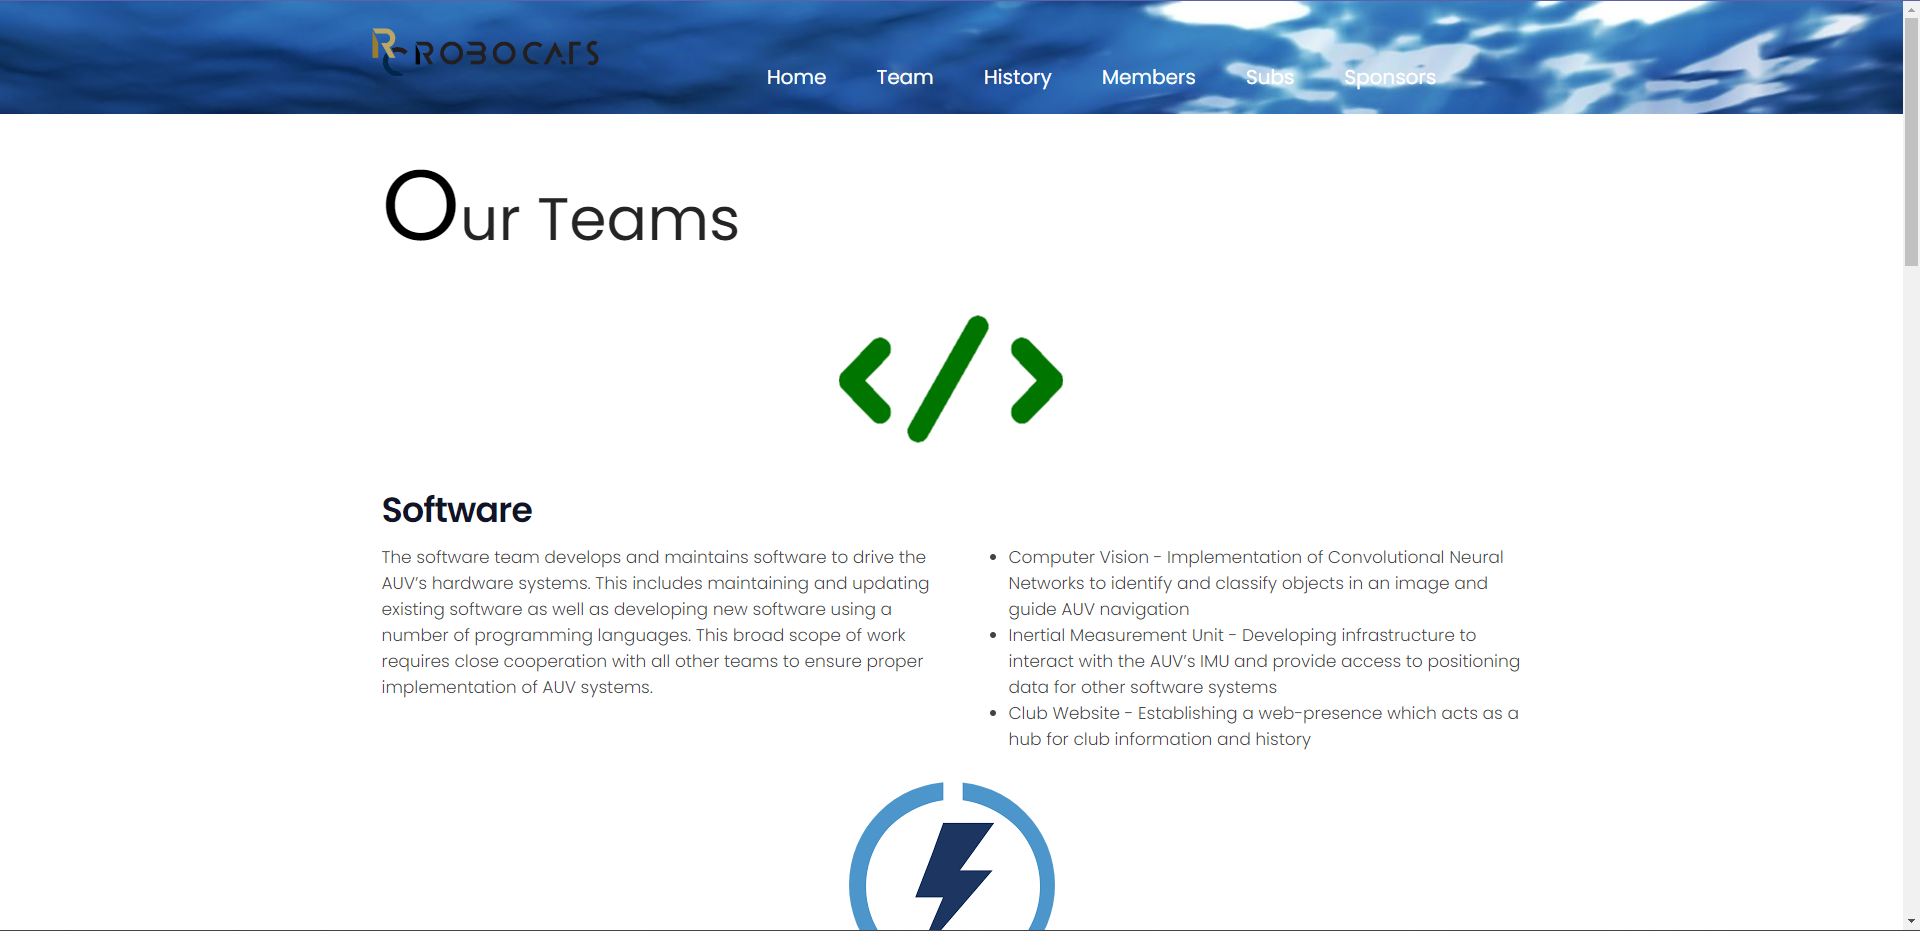 RC ROBOCATS
Home Team History Members Subs Sponsors
Our Teams
</>
Software
The software team develops and maintains software to drive the
AUV’s hardware systems. This includes maintaining and updating
existing software as well as developing new software using a
number of programming languages. This broad scope of work
requires close cooperation with all other teams to ensure proper
implementation of AUV systems.
• Computer Vision - Implementation of Convolutional Neural
Networks to identify and classify objects in an image and
guide AUV navigation
• Inertial Measurement Unit - Developing infrastructure to
interact with the AUV’s IMU and provide access to positioning
data for other software systems
• Club Website - Establishing a web-presence which acts as a
hub for club information and history